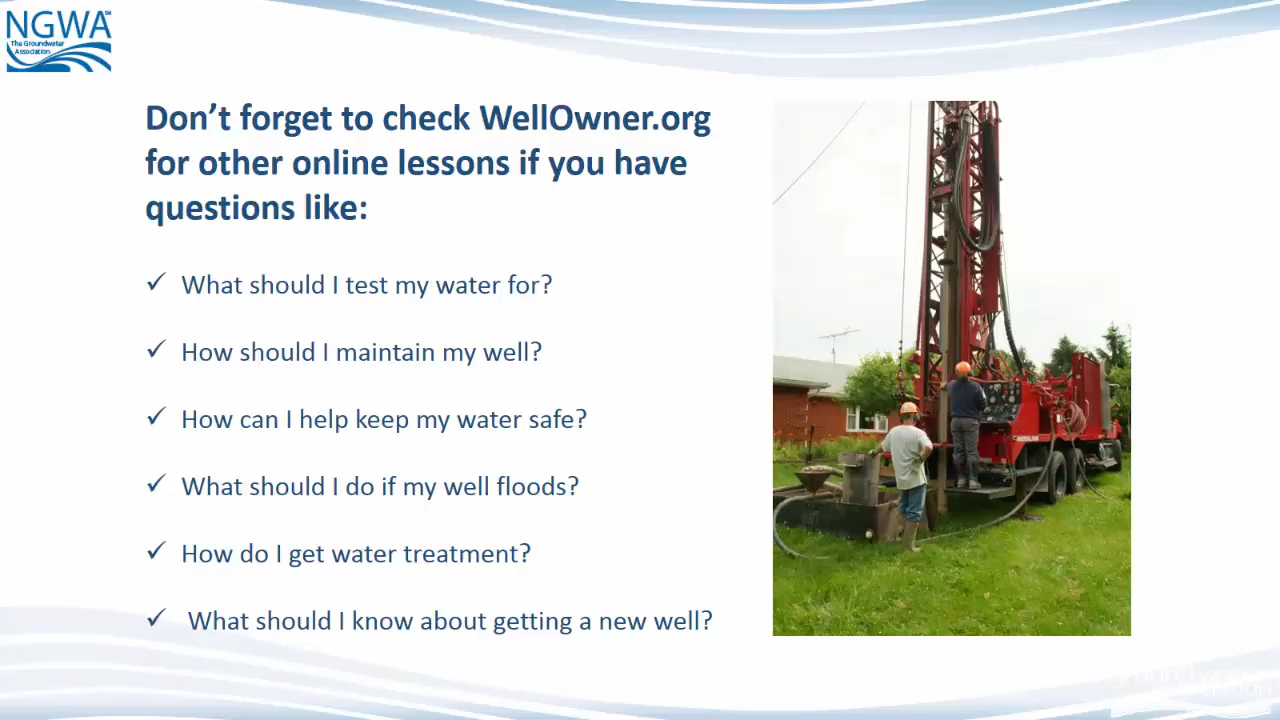 NGWA
The Groundwater
Association
Don't forget to check WellOwner.org
for other online lessons if you have
questions like:
✓ What should I test my water for?
✓ How should I maintain my well?
✓ How can I help keep my water safe?
✓ What should I do if my well floods?
✓ How do I get water treatment?
✓ What should I know about getting a new well?